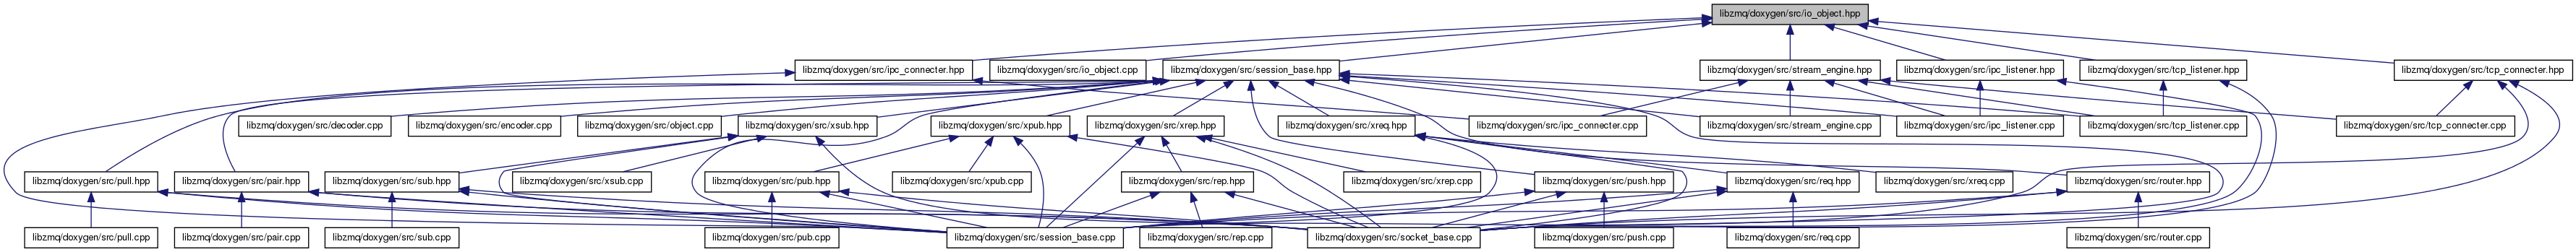 libzmq/doxygen/src/io_object.hpp
libzmq/doxygen/src/ipc_connecter.hpp
libzmq/doxygen/src/io_object.cpp
libzmq/doxygen/src/session_base.hpp
libzmq/doxygen/src/stream_engine.hpp
libzmq/doxygen/src/ipc_listener.hpp
libzmq/doxygen/src/tcp_listener.hpp
libzmq/doxygen/src/tcp_connecter.hpp
libzmq/doxygen/src/decoder.cpp
libzmq/doxygen/src/encoder.cpp
libzmq/doxygen/src/object.cpp
libzmq/doxygen/src/xsub.hpp
libzmq/doxygen/src/xpub.hpp
libzmq/doxygen/src/xrep.hpp
libzmq/doxygen/src/xreq.hpp
libzmq/doxygen/src/ipc_connecter.cpp
libzmq/doxygen/src/stream_engine.cpp
libzmq/doxygen/src/ipc_listener.cpp
libzmq/doxygen/src/tcp_listener.cpp
libzmq/doxygen/src/tcp_connecter.cpp
libzmq/doxygen/src/pull.hpp
libzmq/doxygen/src/pair.hpp
libzmq/doxygen/src/sub.hpp
libzmq/doxygen/src/xsub.cpp
libzmq/doxygen/src/pub.hpp
libzmq/doxygen/src/xpub.cpp
libzmq/doxygen/src/rep.hpp
libzmq/doxygen/src/xrep.cpp
libzmq/doxygen/src/push.hpp
libzmq/doxygen/src/req.hpp
libzmq/doxygen/src/xreq.cpp
libzmq/doxygen/src/router.hpp
libzmq/doxygen/src/pull.cpp
libzmq/doxygen/src/pair.cpp
libzmq/doxygen/src/sub.cpp
libzmq/doxygen/src/pub.cpp
libzmq/doxygen/src/session_base.cpp
libzmq/doxygen/src/rep.cpp
libzmq/doxygen/src/socket_base.cpp
libzmq/doxygen/src/push.cpp
libzmq/doxygen/src/req.cpp
libzmq/doxygen/src/router.cpp